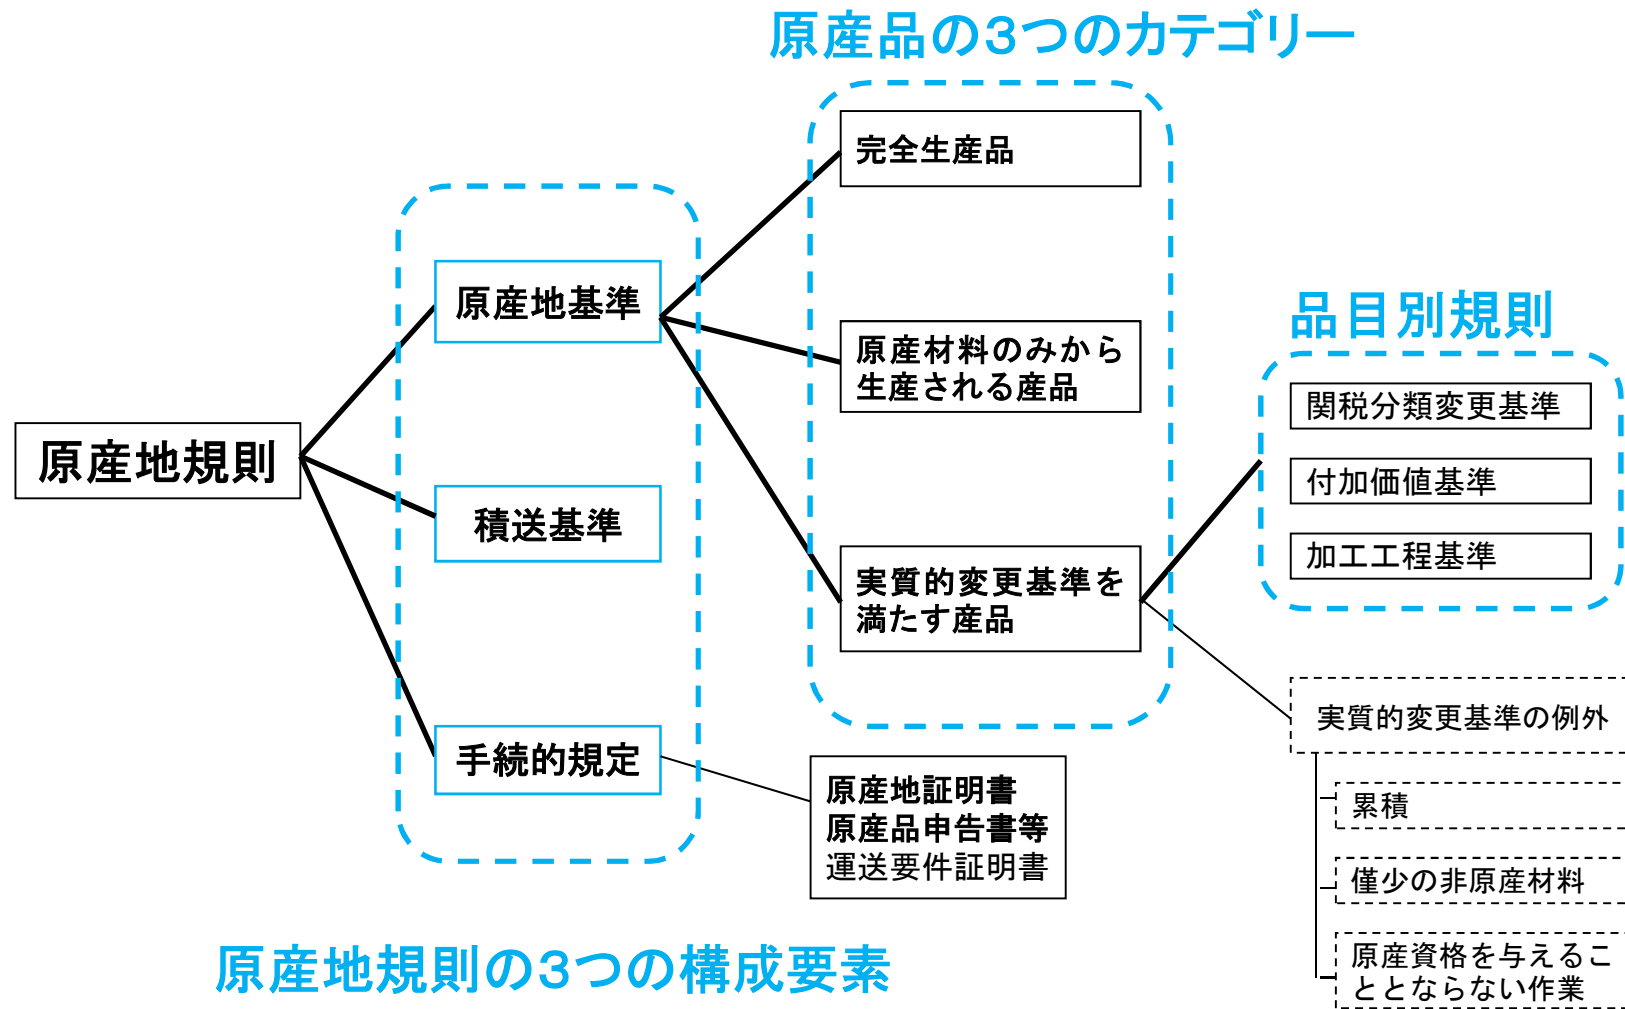 原産品の3つのカテゴリー
完全生産品
原産地基準
原産材料のみから
生産される産品
品目別規則
関税分類変更基準
付加価値基準
加工工程基準
原産地規則
積送基準
実質的変更基準を
満たす産品
実質的変更基準の例外
手続的規定
原産地証明書
原産品申告書等
運送要件証明書
累積
僅少の非原産材料
原産資格を与えるこ
ととならない作業
原産地規則の3つの構成要素